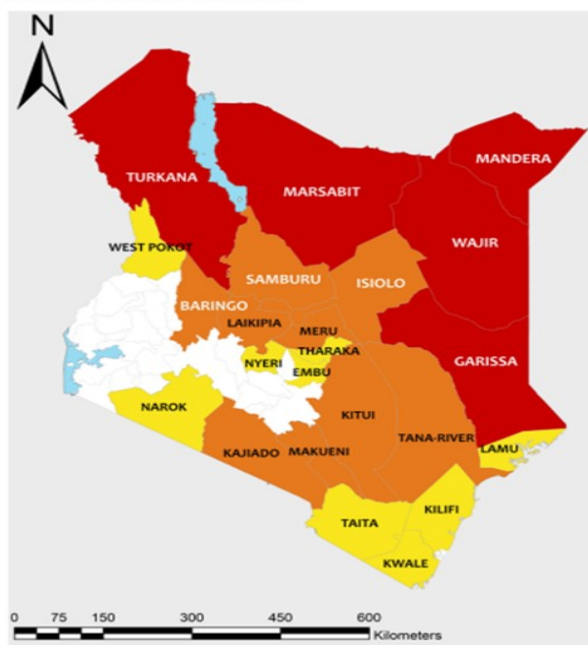 N
MANDERA
TURKANA
MARSABIT
WAJIR
WEST POKOT
SAMBURU
ISIOLO
BARINGO
LAIKIPIA
MERU
THARAKA
NYERI
EMBU
GARISSA
NAROK
KITUI
TANA-RIVER
LAMU
KAJIADO
MAKUENI
KILIFI
TAITA
KWALE
0 75 150 300 450 600
Kilometers